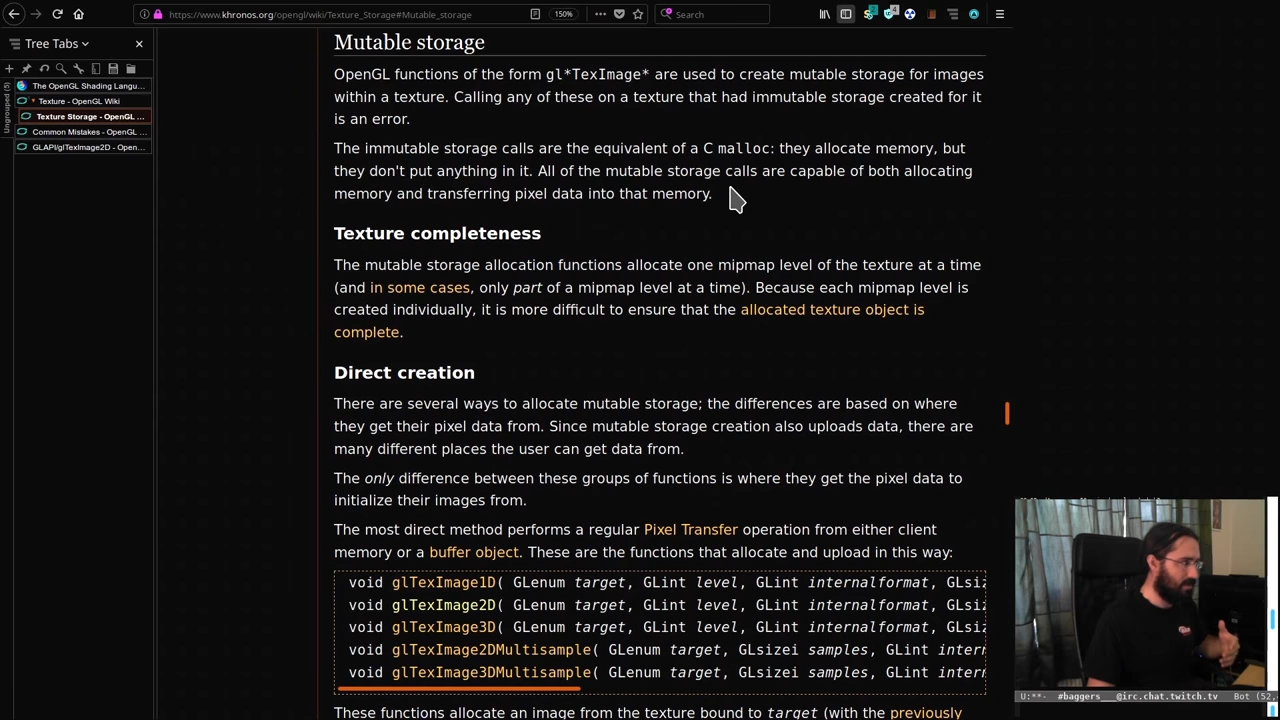 https://www.khronos.org/opengl/wiki/Texture_Storage#Mutable_storage
150%
Search
2
4
Tree Tabs
Ungrouped (5)
The OpenGL Shading Langu...
Texture - OpenGL Wiki
Texture Storage - OpenGL ...
Common Mistakes - OpenGL ...
GLAPI/glTexImage2D - Open...
Mutable storage
OpenGL functions of the form gl*TexImage* are used to create mutable storage for images
within a texture. Calling any of these on a texture that had immutable storage created for it
is an error.
The immutable storage calls are the equivalent of a C malloc: they allocate memory, but
they don't put anything in it. All of the mutable storage calls are capable of both allocating
memory and transferring pixel data into that memory.
Texture completeness
The mutable storage allocation functions allocate one mipmap level of the texture at a time
(and in some cases, only part of a mipmap level at a time). Because each mipmap level is
created individually, it is more difficult to ensure that the allocated texture object is
complete.
Direct creation
There are several ways to allocate mutable storage; the differences are based on where
they get their pixel data from. Since mutable storage creation also uploads data, there are
many different places the user can get data from.
The only difference between these groups of functions is where they get the pixel data to
initialize their images from.
The most direct method performs a regular Pixel Transfer operation from either client
memory or a buffer object. These are the functions that allocate and upload in this way:
void glTexImage1D( GLenum target, GLint level, GLint internalformat, GLsiz
void glTexImage2D( GLenum target, GLint level, GLint internalformat, GLsiz
void glTexImage3D( GLenum target, GLint level, GLint internalformat, GLsiz
void glTexImage2DMultisample( GLenum target, GLsizei samples, GLint intern
void glTexImage3DMultisample( GLenum target, GLsizei samples, GLint intern
These functions allocate an image from the texture bound to target (with the previously
U:**- #baggers___@irc.chat.twitch.tv Bot (52,